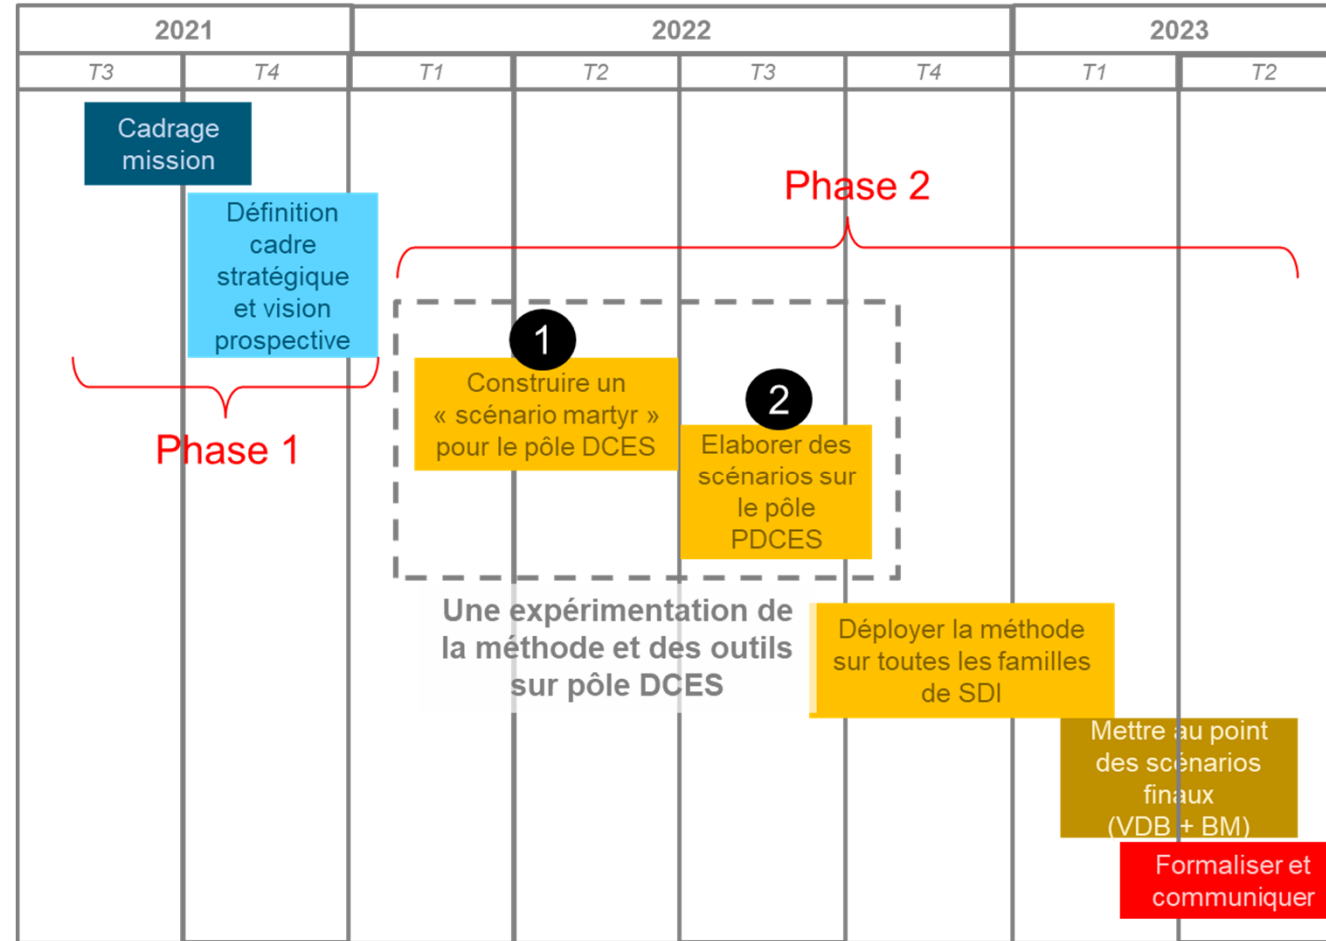 2021 2022 2023
T3 T4 T1 T2 T3 T4 T1 T2
Cadrage
mission
Définition
cadre
stratégique
et vision
prospective
Phase 1
Phase 2
1
Construire un
« scénario martyr »
pour le pôle DCES
2
Elaborer des
scénarios sur
le pôle
PDCES
Une expérimentation de
la méthode et des outils
sur pôle DCES
Déployer la méthode
sur toutes les familles
de SDI
Mettre au point
des scénarios
finaux
(VDB + BM)
Formaliser et
communiquer